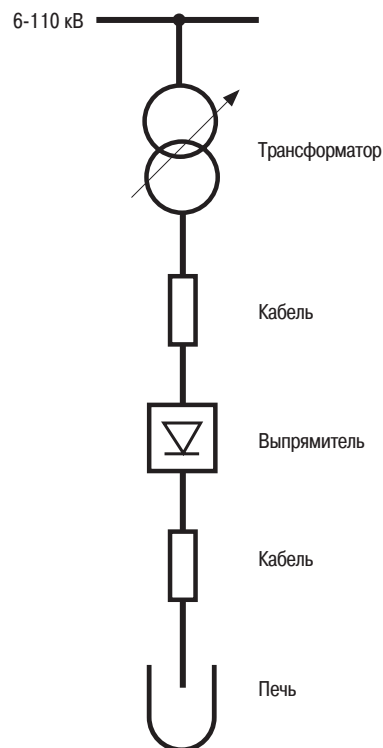 6-110 кВ
Трансформатор
Кабель
Выпрямитель
Кабель
Печь